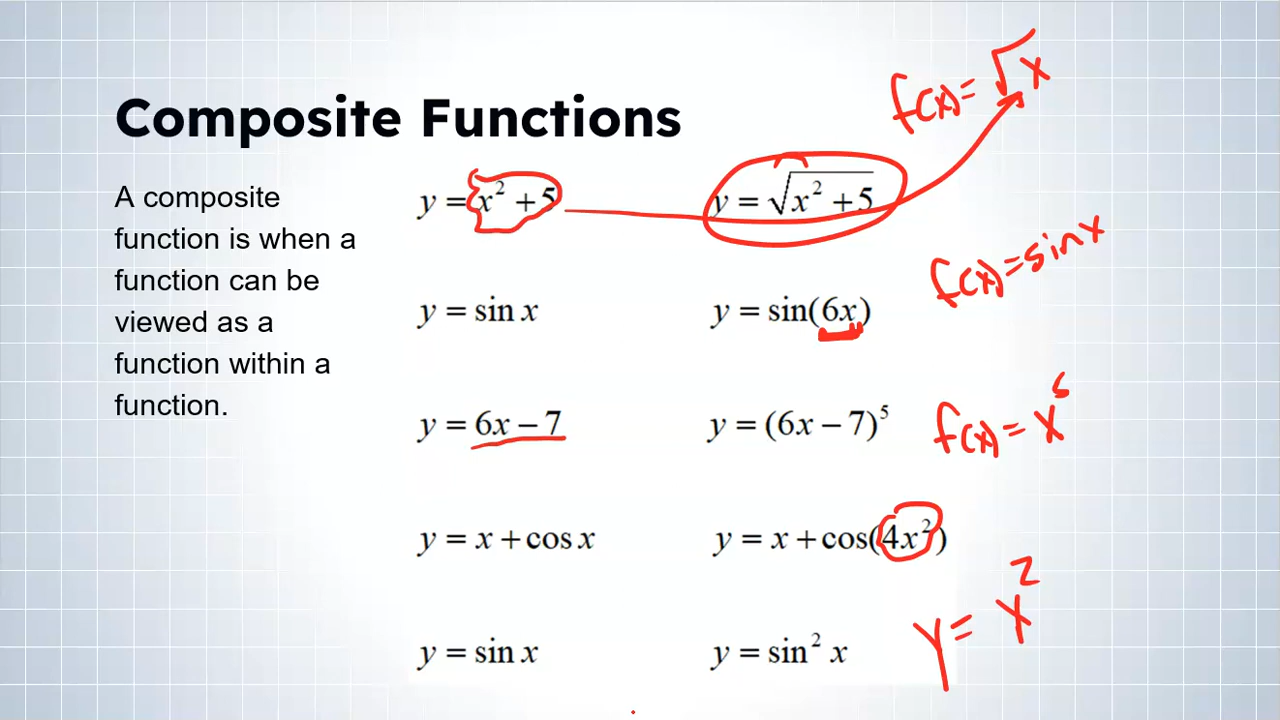 Composite Functions
A composite
function is when a
function can be
viewed as a
function within a
function.
y = x² + 5
y = √(x² + 5)
f(x) = √x
y = sin x
y = sin(6x)
f(x) = sin x
y = 6x − 7
y = (6x − 7)⁵
f(x) = x⁵
y = x + cos x
y = x + cos(4x²)
y = sin x
y = sin² x
y = x²